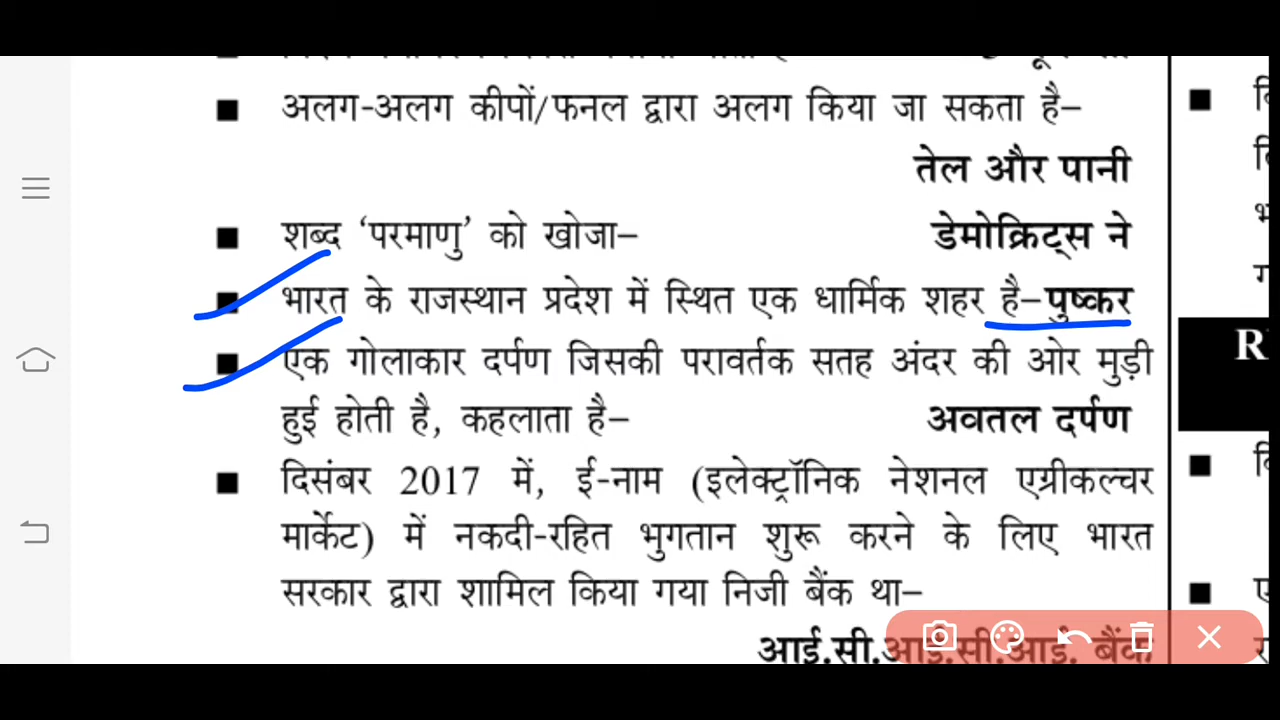 अलग-अलग कीपों/फनल द्वारा अलग किया जा सकता है–
तेल और पानी
शब्द 'परमाणु' को खोजा– डेमोक्रिट्स ने
भारत के राजस्थान प्रदेश में स्थित एक धार्मिक शहर है–पुष्कर
एक गोलाकार दर्पण जिसकी परावर्तक सतह अंदर की ओर मुड़ी
हुई होती है, कहलाता है– अवतल दर्पण
दिसंबर 2017 में, ई-नाम (इलेक्ट्रॉनिक नेशनल एग्रीकल्चर
मार्केट) में नकदी-रहित भुगतान शुरू करने के लिए भारत
सरकार द्वारा शामिल किया गया निजी बैंक था–
आई.सी.आई.सी.आई. बैंक
R